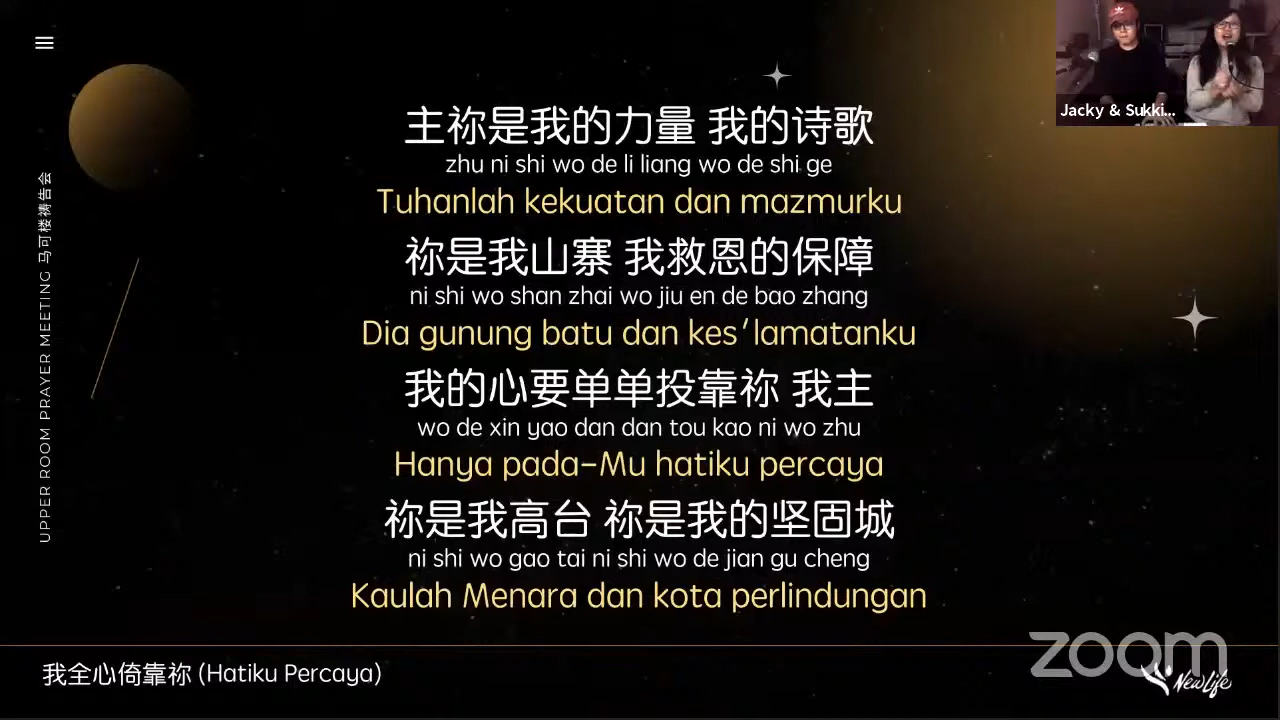 主祢是我的力量 我的诗歌
zhu ni shi wo de li liang wo de shi ge
Tuhanlah kekuatan dan mazmurku
祢是我山寨 我救恩的保障
ni shi wo shan zhai wo jiu en de bao zhang
Dia gunung batu dan kes'lamatanku
我的心要单单投靠祢 我主
wo de xin yao dan dan tou kao ni wo zhu
Hanya pada-Mu hatiku percaya
祢是我高台 祢是我的坚固城
ni shi wo gao tai ni shi wo de jian gu cheng
Kaulah Menara dan kota perlindungan
我全心倚靠祢 (Hatiku Percaya)
UPPER ROOM PRAYER MEETING 马可楼祷告会
Jacky & Sukki...
zoom
NewLife